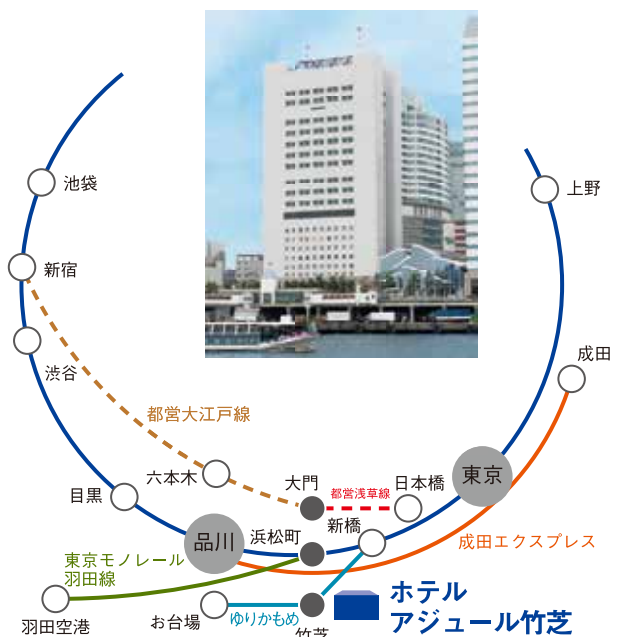 池袋
上野
新宿
渋谷
成田
都営大江戸線
六本木
大門
都営浅草線
日本橋
東京
目黒
品川
浜松町
新橋
成田エクスプレス
東京モノレール
羽田線
羽田空港
お台場
ゆりかもめ
竹芝
ホテル
アジュール竹芝